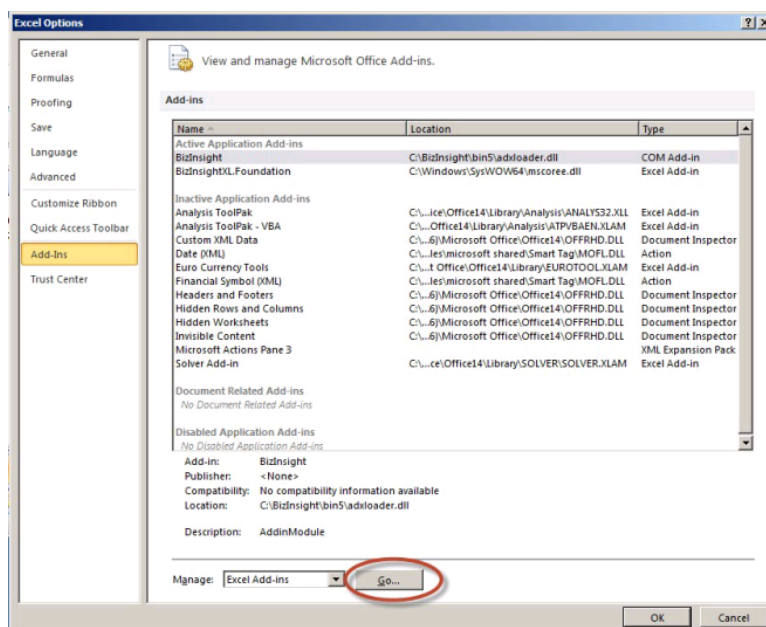 Excel Options
General
Formulas
Proofing
Save
Language
Advanced
Customize Ribbon
Quick Access Toolbar
Add-Ins
Trust Center
View and manage Microsoft Office Add-ins.
Add-ins
Name Location Type
Active Application Add-ins
BizInsight C:\BizInsight\bin5\adxloader.dll COM Add-in
BizInsightXL.Foundation C:\Windows\SysWOW64\mscoree.dll Excel Add-in
Inactive Application Add-ins
Analysis ToolPak C:\...ice\Office14\Library\Analysis\ANALYS32.XLL Excel Add-in
Analysis ToolPak - VBA C:\...Office14\Library\Analysis\ATPVBAEN.XLAM Excel Add-in
Custom XML Data C:\...6)\Microsoft Office\Office14\OFFRHD.DLL Document Inspector
Date (XML) C:\...les\microsoft shared\Smart Tag\MOFL.DLL Action
Euro Currency Tools C:\...t Office\Office14\Library\EUROTOOL.XLAM Excel Add-in
Financial Symbol (XML) C:\...les\microsoft shared\Smart Tag\MOFL.DLL Action
Headers and Footers C:\...6)\Microsoft Office\Office14\OFFRHD.DLL Document Inspector
Hidden Rows and Columns C:\...6)\Microsoft Office\Office14\OFFRHD.DLL Document Inspector
Hidden Worksheets C:\...6)\Microsoft Office\Office14\OFFRHD.DLL Document Inspector
Invisible Content C:\...6)\Microsoft Office\Office14\OFFRHD.DLL Document Inspector
Microsoft Actions Pane 3 XML Expansion Pack
Solver Add-in C:\...ce\Office14\Library\SOLVER\SOLVER.XLAM Excel Add-in
Document Related Add-ins
No Document Related Add-ins
Disabled Application Add-ins
No Disabled Application Add-ins
Add-in: BizInsight
Publisher: <None>
Compatibility: No compatibility information available
Location: C:\BizInsight\bin5\adxloader.dll
Description: AddinModule
Manage: Excel Add-ins Go...
OK Cancel